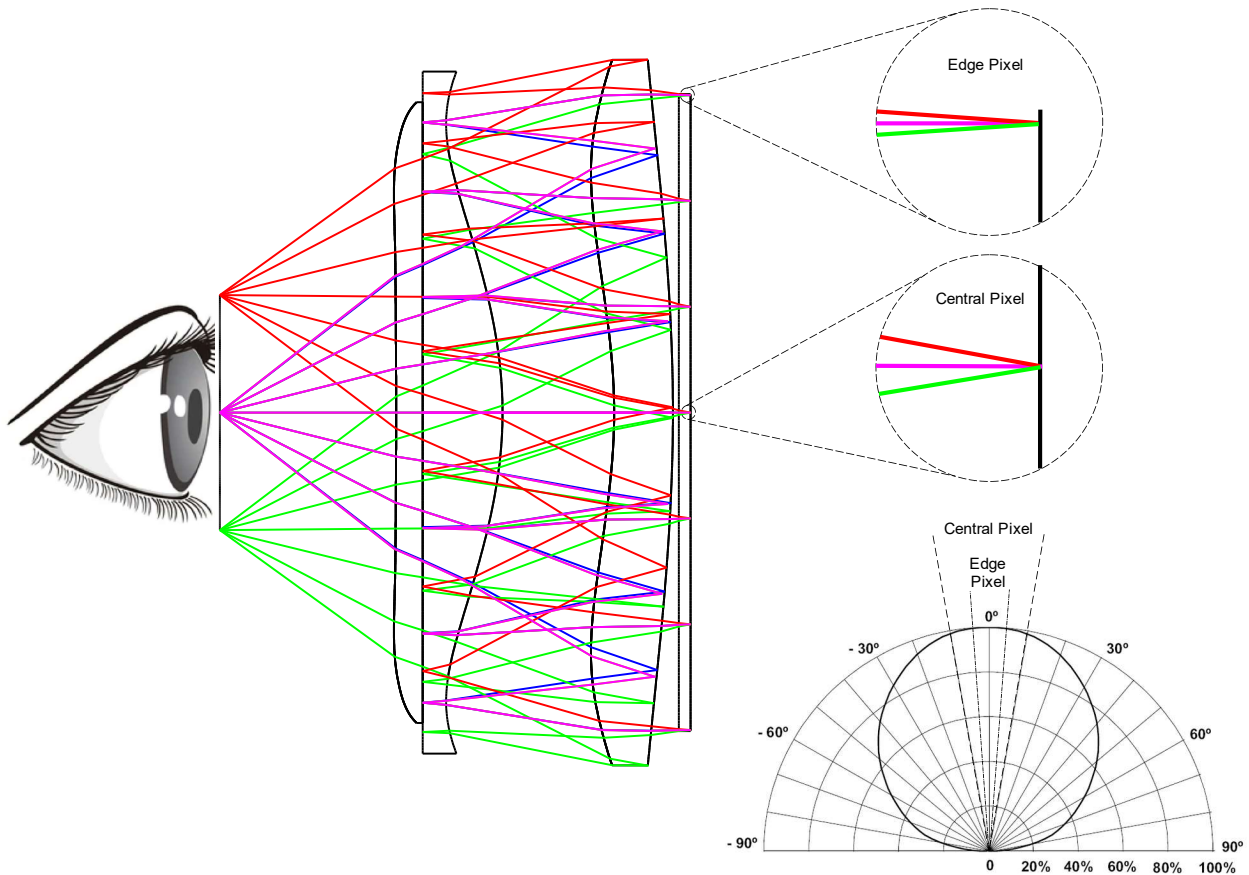 Edge Pixel
Central Pixel
Central Pixel
Edge
Pixel
0º
- 30º
30º
- 60º
60º
- 90º
90º
0
20%
40%
60%
80%
100%